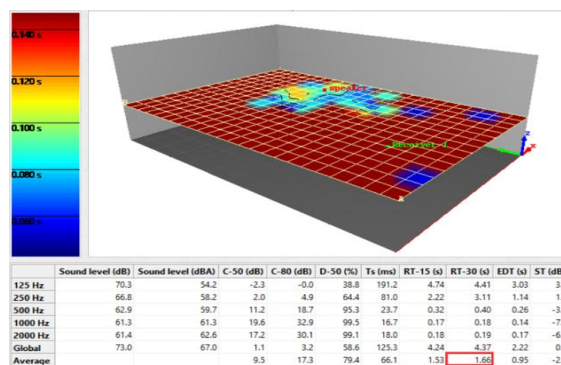 0.140 s
0.120 s
0.100 s
0.080 s
0.060 s
speaker
Receiver 1
z
x
Sound level (dB) Sound level (dBA) C-50 (dB) C-80 (dB) D-50 (%) Ts (ms) RT-15 (s) RT-30 (s) EDT (s) ST (dB)
125 Hz 70.3 54.2 -2.3 -0.0 38.8 191.2 4.74 4.41 3.03
250 Hz 66.8 58.2 2.0 4.9 64.4 81.0 2.22 3.11 1.14
500 Hz 62.9 59.7 11.2 18.7 95.3 23.7 0.32 0.40 0.26
1000 Hz 61.3 61.3 19.6 32.9 99.5 16.7 0.17 0.18 0.14
2000 Hz 61.4 62.6 17.2 30.1 99.1 18.0 0.18 0.19 0.17
Global 73.0 67.0 1.1 3.2 58.6 125.3 4.24 4.37 2.22
Average 9.5 17.3 79.4 66.1 1.53 1.66 0.95